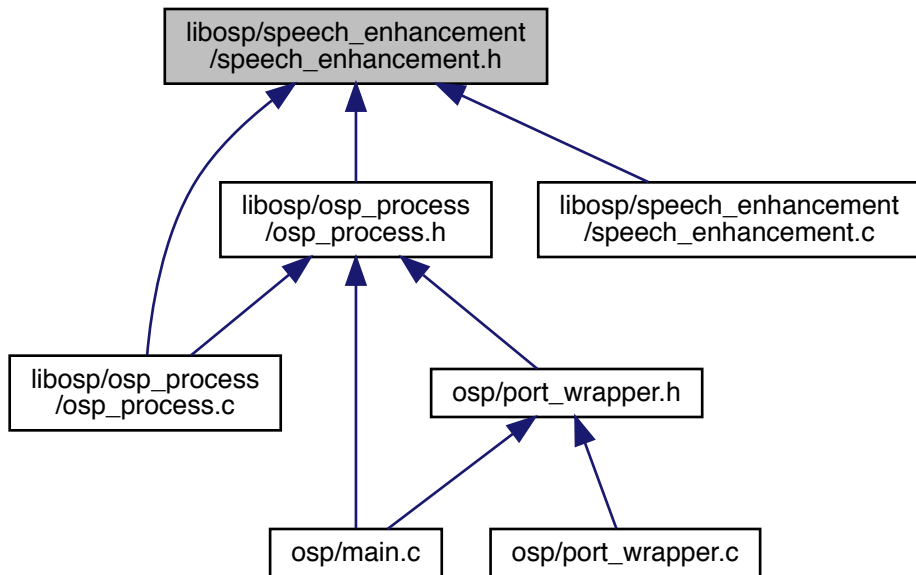 libosp/speech_enhancement
/speech_enhancement.h
libosp/osp_process
/osp_process.h
libosp/speech_enhancement
/speech_enhancement.c
libosp/osp_process
/osp_process.c
osp/port_wrapper.h
osp/main.c
osp/port_wrapper.c